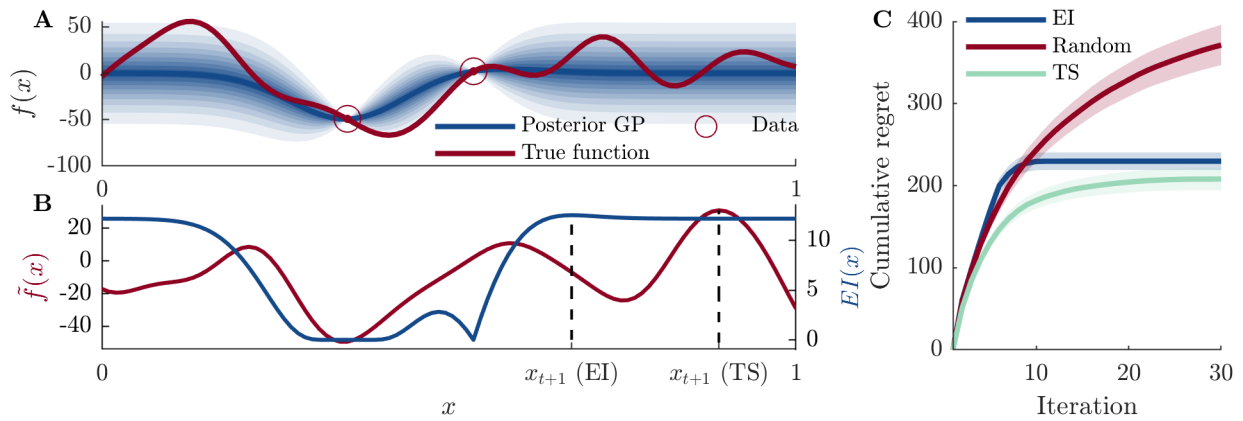 A
50
0
-50
-100
f(x)
Posterior GP
Data
True function
0
1
B
20
0
-20
-40
f̃(x)
10
5
0
EI(x)
0
x_{t+1} (EI)
x_{t+1} (TS)
1
x
C
400
300
200
100
0
Cumulative regret
EI
Random
TS
10
20
30
Iteration